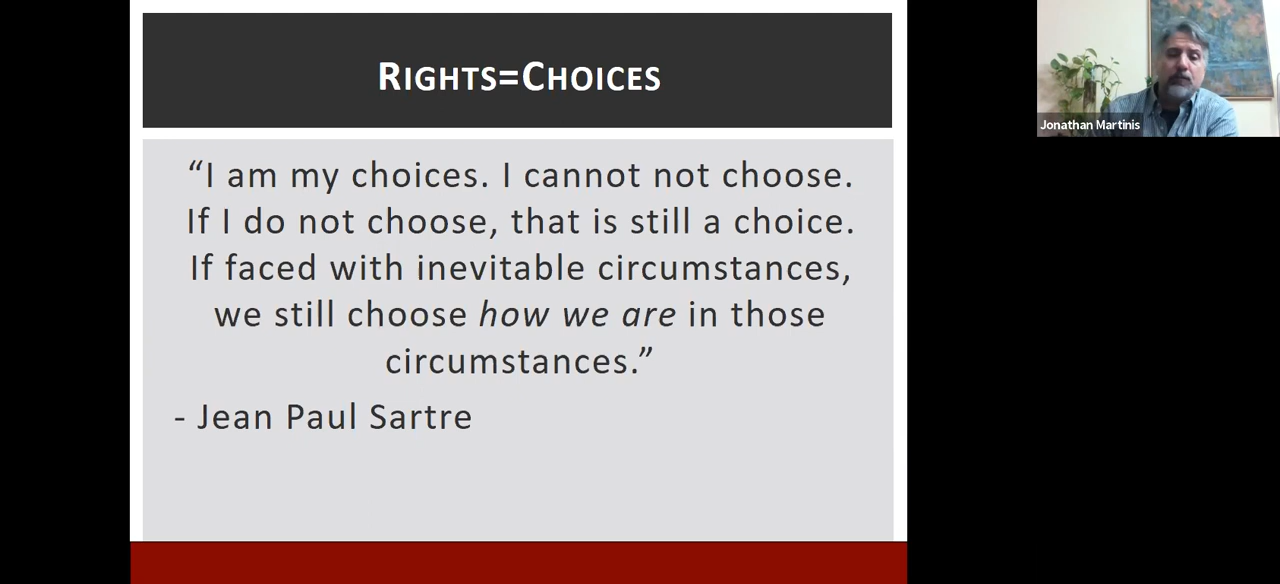 RIGHTS=CHOICES
“I am my choices. I cannot not choose.
If I do not choose, that is still a choice.
If faced with inevitable circumstances,
we still choose how we are in those
circumstances.”
- Jean Paul Sartre
Jonathan Martinis